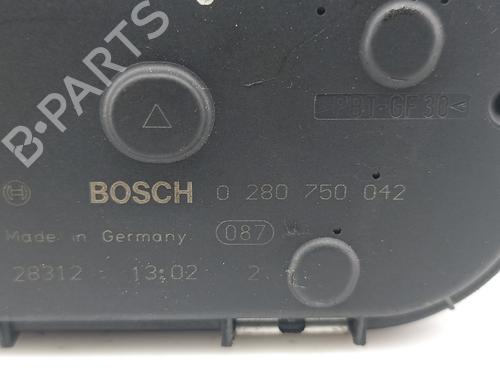 B-PARTS
>PBT-GF30<
BOSCH 0 280 750 042
Made in Germany 087
28312 13:02 2